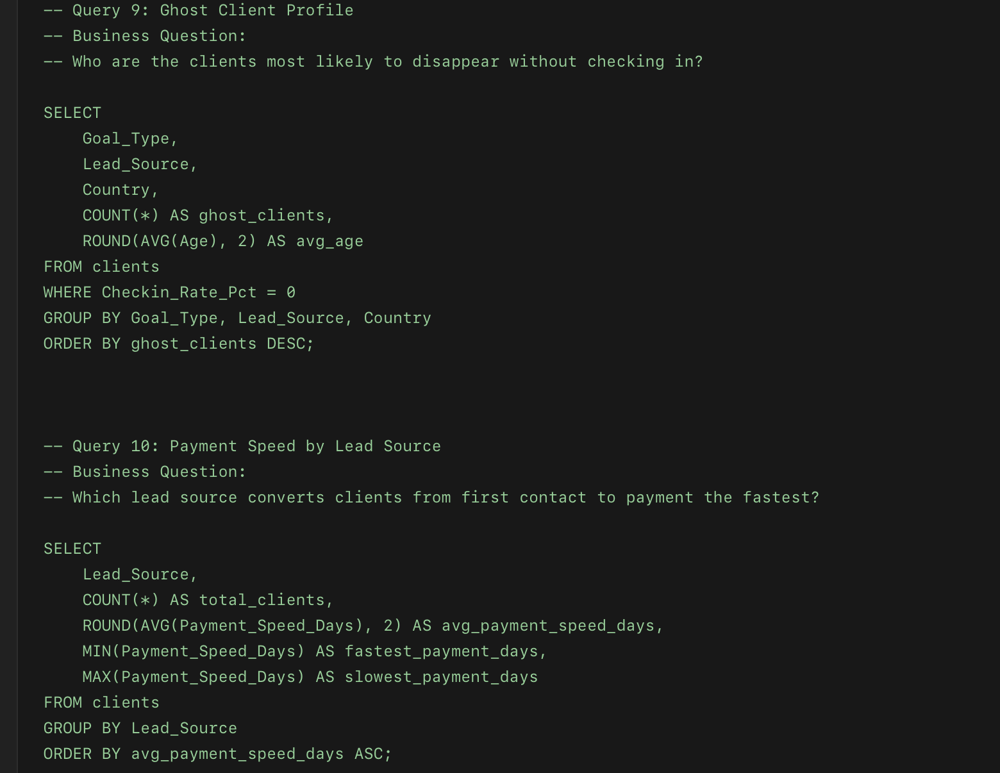 -- Query 9: Ghost Client Profile
-- Business Question:
-- Who are the clients most likely to disappear without checking in?
SELECT
    Goal_Type,
    Lead_Source,
    Country,
    COUNT(*) AS ghost_clients,
    ROUND(AVG(Age), 2) AS avg_age
FROM clients
WHERE Checkin_Rate_Pct = 0
GROUP BY Goal_Type, Lead_Source, Country
ORDER BY ghost_clients DESC;
-- Query 10: Payment Speed by Lead Source
-- Business Question:
-- Which lead source converts clients from first contact to payment the fastest?
SELECT
    Lead_Source,
    COUNT(*) AS total_clients,
    ROUND(AVG(Payment_Speed_Days), 2) AS avg_payment_speed_days,
    MIN(Payment_Speed_Days) AS fastest_payment_days,
    MAX(Payment_Speed_Days) AS slowest_payment_days
FROM clients
GROUP BY Lead_Source
ORDER BY avg_payment_speed_days ASC;